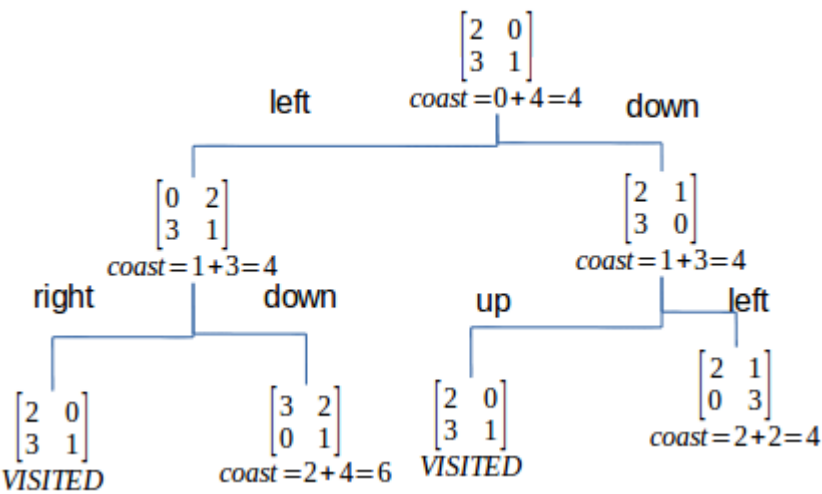 [2 0]
[3 1]
coast=0+4=4
left
down
[0 2]
[3 1]
coast=1+3=4
[2 1]
[3 0]
coast=1+3=4
right
down
up
left
[2 0]
[3 1]
VISITED
[3 2]
[0 1]
coast=2+4=6
[2 0]
[3 1]
VISITED
[2 1]
[0 3]
coast=2+2=4